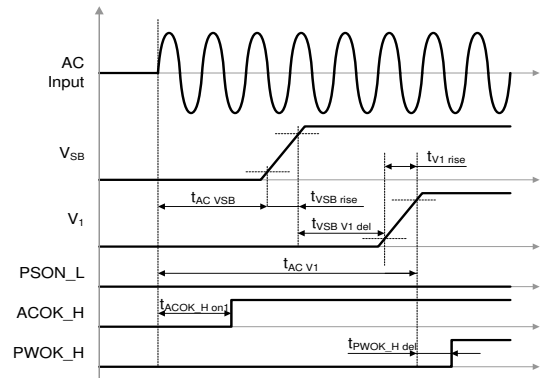 AC
Input
VSB
tV1 rise
tAC VSB
tVSB rise
V1
tVSB V1 del
tAC V1
PSON_L
tACOK_H on1
ACOK_H
tPWOK_H del
PWOK_H